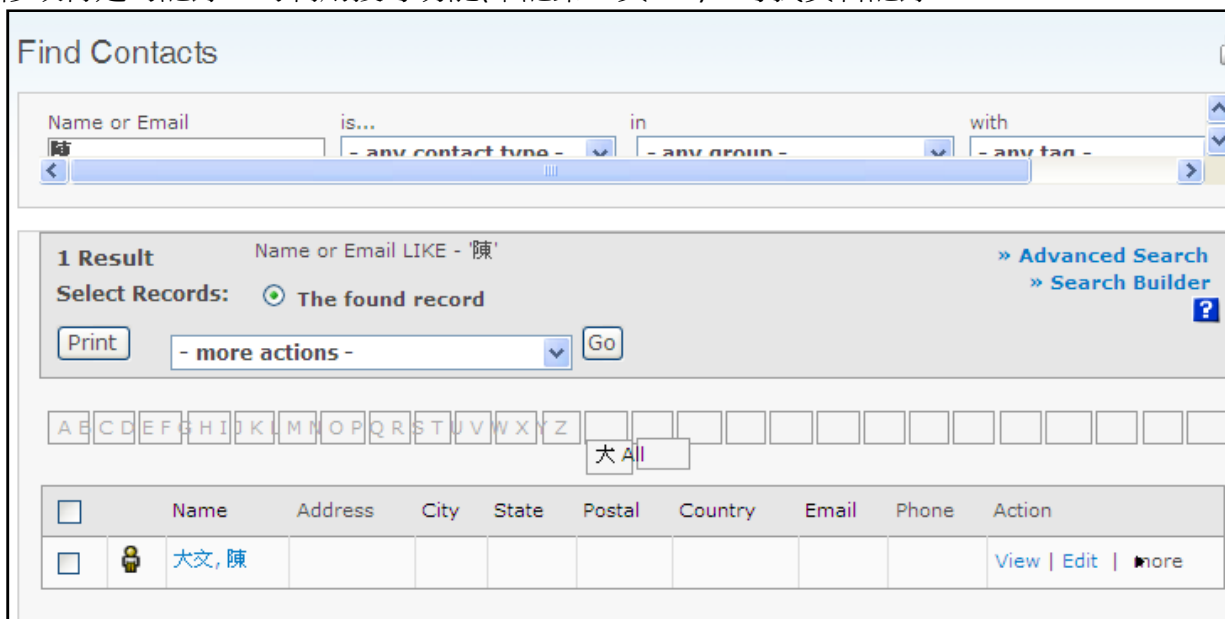 Find Contacts
Name or Email is... in with
陳 - any contact type - - any group - - any tag -
1 Result Name or Email LIKE - '陳' » Advanced Search
Select Records: The found record » Search Builder
?
Print - more actions - Go
A B C D E F G H I J K L M N O P Q R S T U V W X Y Z
大 All
Name Address City State Postal Country Email Phone Action
大文, 陳 View | Edit | more